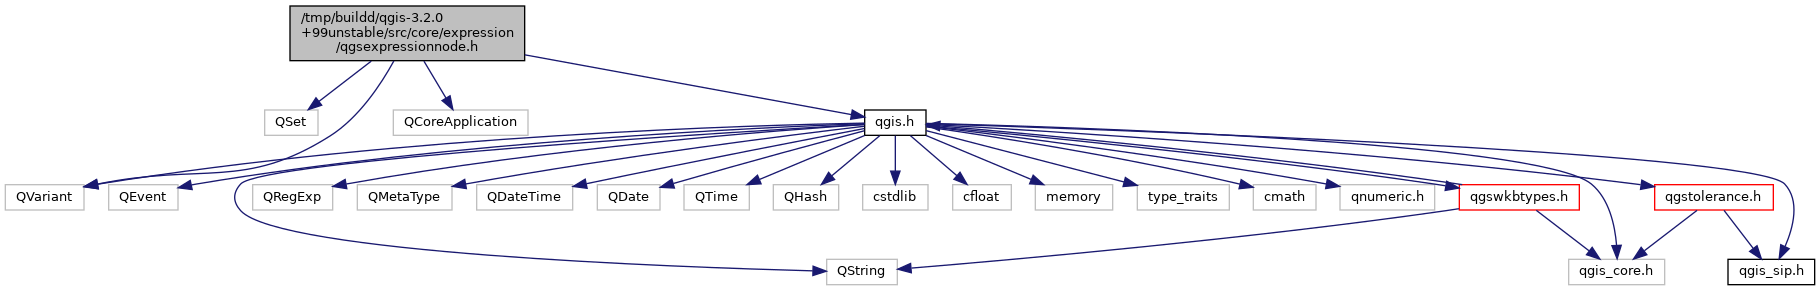 /tmp/buildd/qgis-3.2.0
+99unstable/src/core/expression
/qgsexpressionnode.h
QSet
QCoreApplication
qgis.h
QVariant
QEvent
QRegExp
QMetaType
QDateTime
QDate
QTime
QHash
cstdlib
cfloat
memory
type_traits
cmath
qnumeric.h
qgswkbtypes.h
qgstolerance.h
QString
qgis_core.h
qgis_sip.h